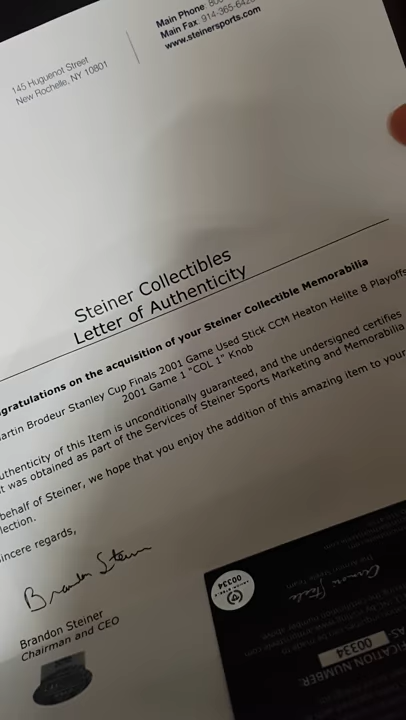 145 Huguenot Street
New Rochelle, NY 10801
Main Phone
Main Fax 914-365-642
www.steinersports.com
Steiner Collectibles
Letter of Authenticity
gratulations on the acquisition of your Steiner Collectible Memorabilia
artin Brodeur Stanley Cup Finals 2001 Game Used Stick CCM Heaton Helite 8 Playoffs
2001 Game 1 "COL 1" Knob
uthenticity of this Item is unconditionally guaranteed, and the undersigned certifies
t was obtained as part of the Services of Steiner Sports Marketing and Memorabilia
behalf of Steiner, we hope that you enjoy the addition of this amazing item to your
lection.
incere regards,
Brandon Steiner
Chairman and CEO
00334
00334
FICATION NUMBER: